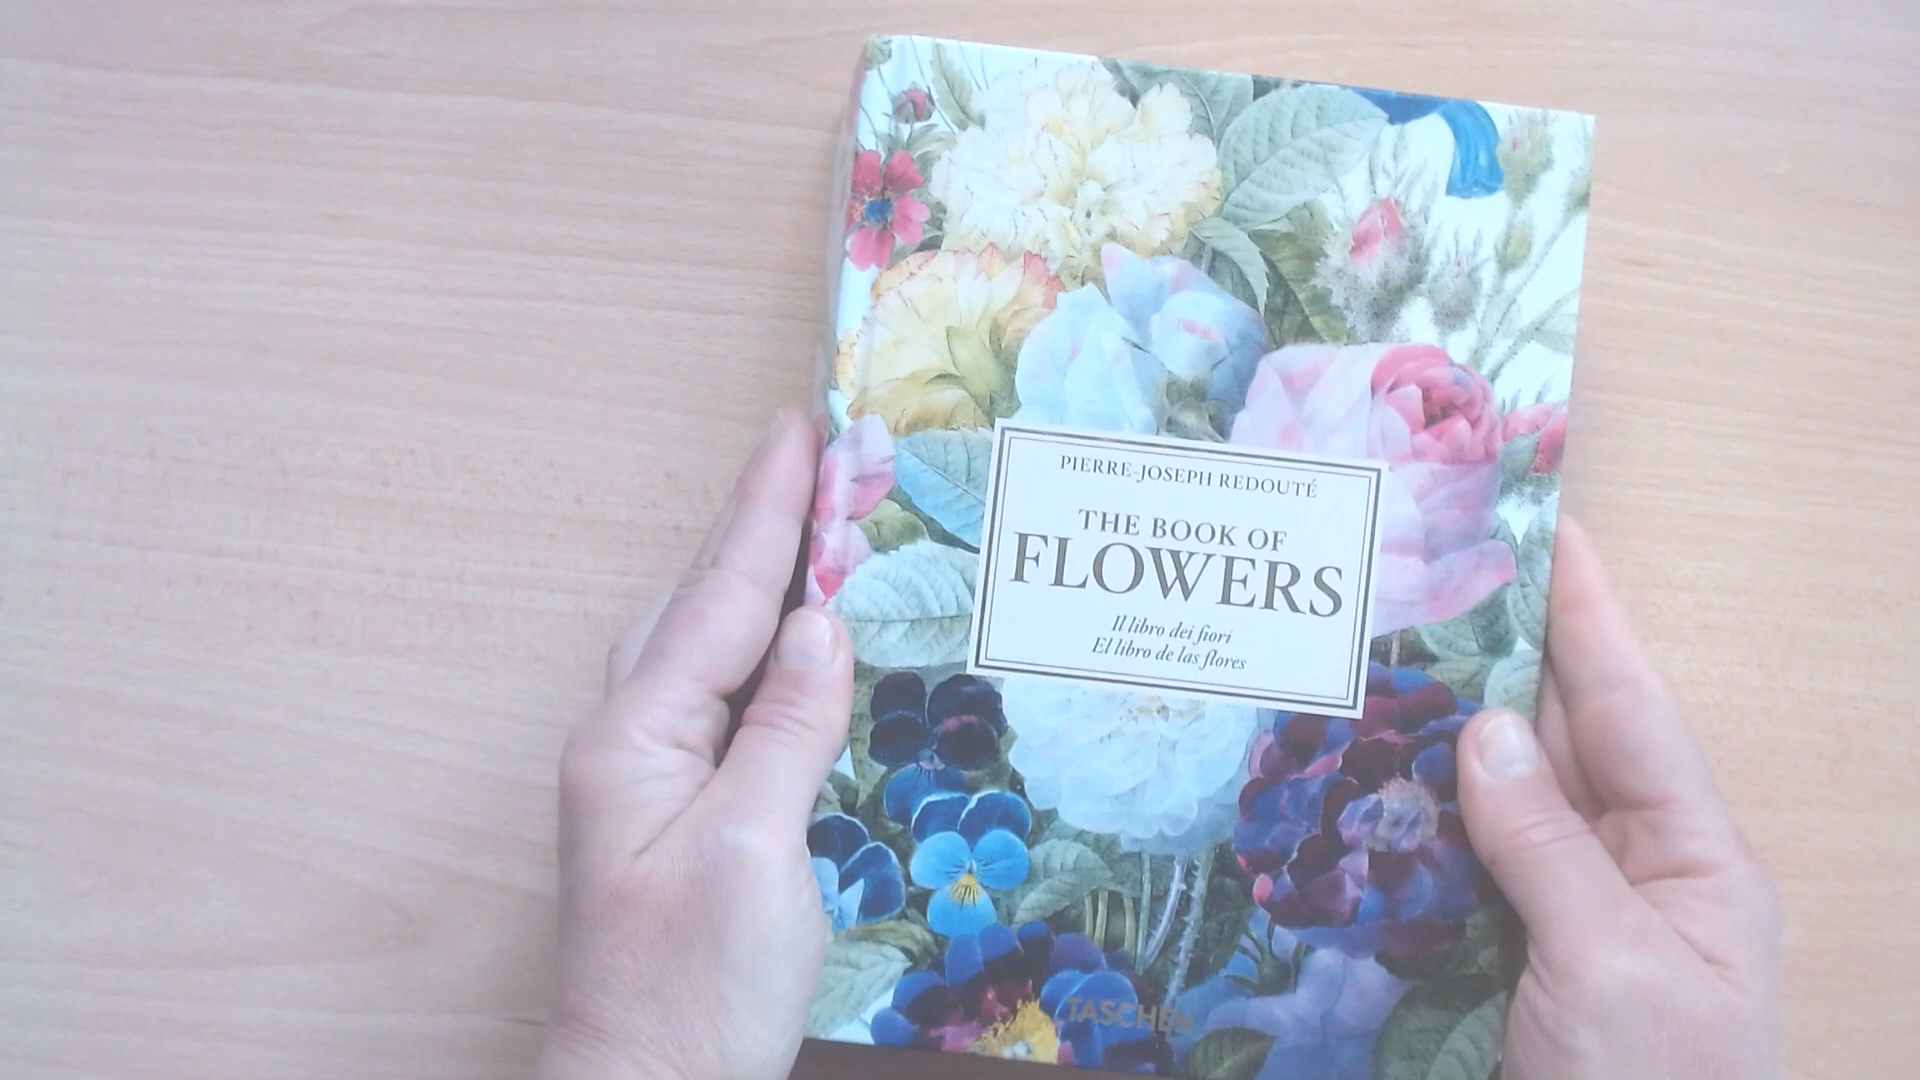 PIERRE-JOSEPH REDOUTÉ
THE BOOK OF
FLOWERS
Il libro dei fiori
El libro de las flores
TASCHEN